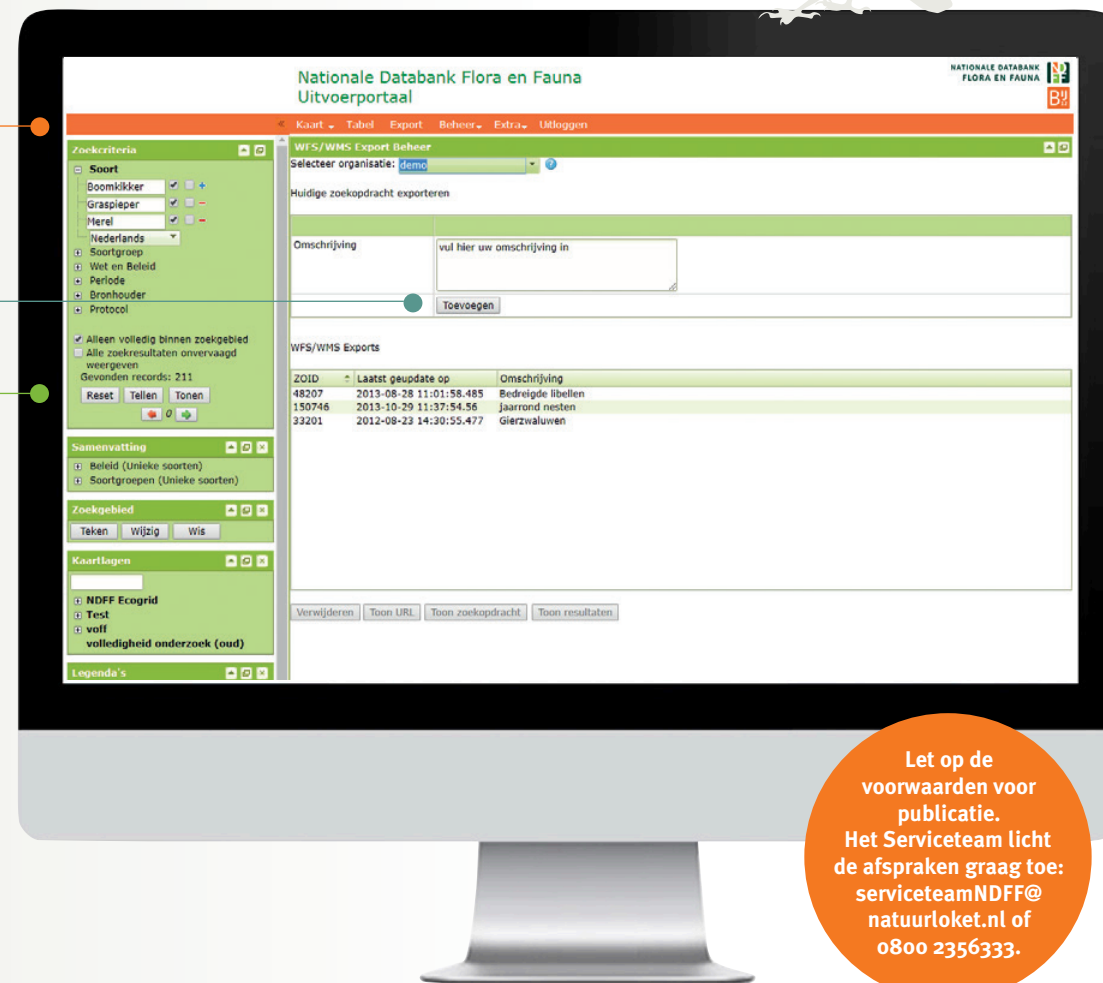 Nationale Databank Flora en Fauna
Uitvoerportaal
NATIONALE DATABANK
FLORA EN FAUNA
Kaart Tabel Export Beheer Extra Uitloggen
Zoekcriteria
Soort
Boomkikker
Graspieper
Merel
Nederlands
Soortgroep
Wet en Beleid
Periode
Bronhouder
Protocol
Alleen volledig binnen zoekgebied
Alle zoekresultaten onvervaagd
weergeven
Gevonden records: 211
Reset Tellen Tonen
0
Samenvatting
Beleid (Unieke soorten)
Soortgroepen (Unieke soorten)
Zoekgebied
Teken Wijzig Wis
Kaartlagen
NDFF Ecogrid
Test
voff
volledigheid onderzoek (oud)
Legenda's
WFS/WMS Export Beheer
Selecteer organisatie: demo
Huidige zoekopdracht exporteren
Omschrijving vul hier uw omschrijving in
Toevoegen
WFS/WMS Exports
ZOID Laatst geupdate op Omschrijving
48207 2013-08-28 11:01:58.485 Bedreigde libellen
150746 2013-10-29 11:37:54.56 jaarrond nesten
33201 2012-08-23 14:30:55.477 Gierzwaluwen
Verwijderen Toon URL Toon zoekopdracht Toon resultaten
Let op de
voorwaarden voor
publicatie.
Het Serviceteam licht
de afspraken graag toe:
serviceteamNDFF@
natuurloket.nl of
0800 2356333.